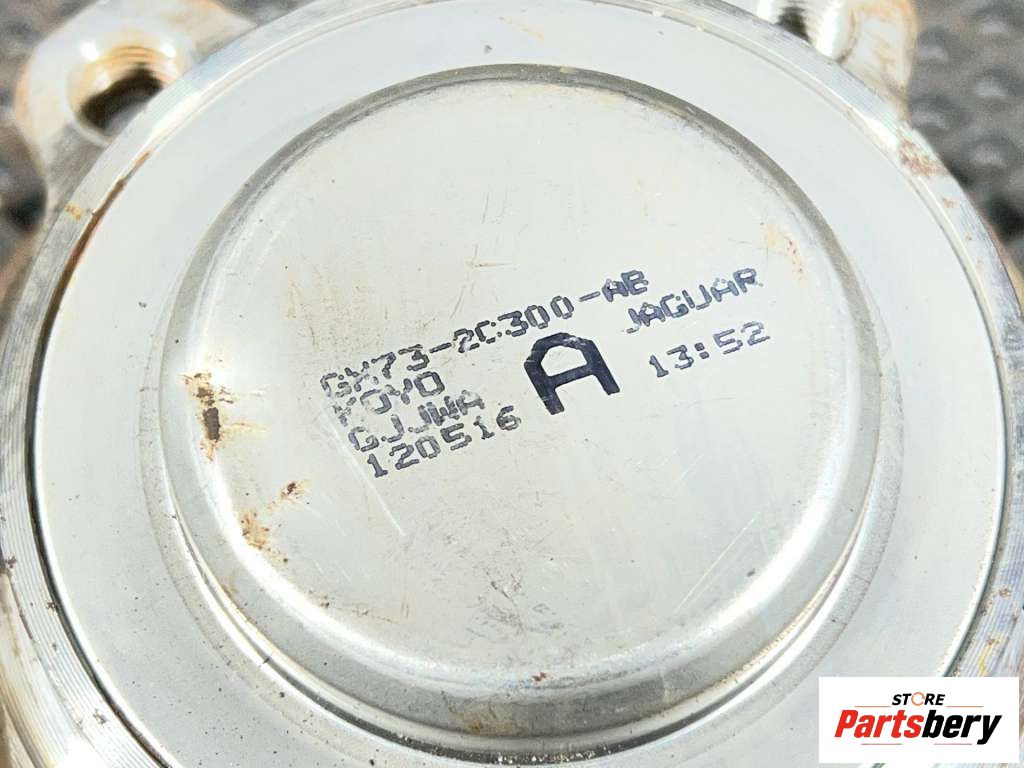 GX73-2C300-AB
JAGUAR
KOYO
GJJWA
120516
A
13:52
STORE
Partsbery